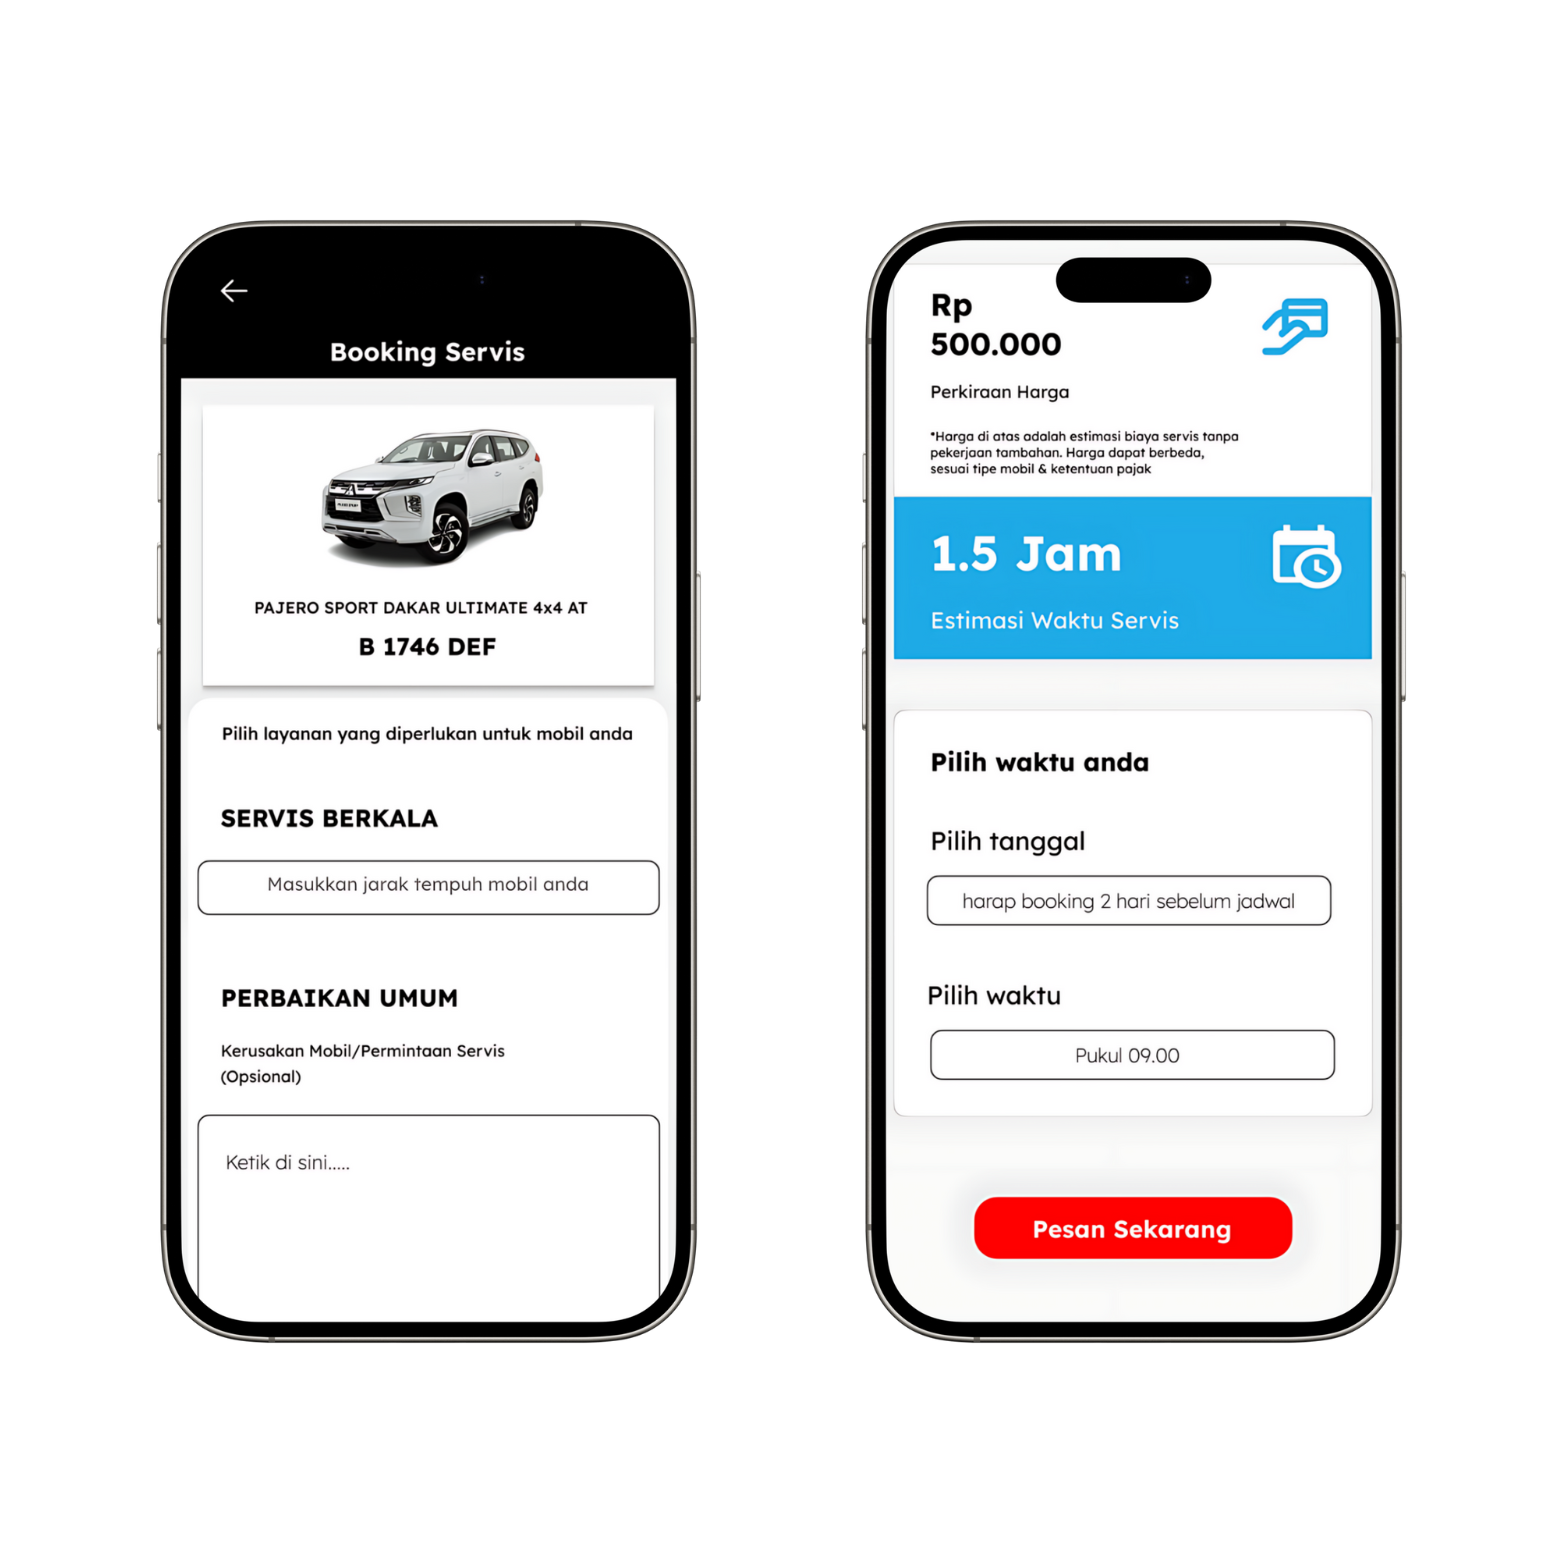 Booking Servis
PAJERO SPORT DAKAR ULTIMATE 4x4 AT
B 1746 DEF
Pilih layanan yang diperlukan untuk mobil anda
SERVIS BERKALA
Masukkan jarak tempuh mobil anda
PERBAIKAN UMUM
Kerusakan Mobil/Permintaan Servis
(Opsional)
Ketik di sini.....
Rp
500.000
Perkiraan Harga
*Harga di atas adalah estimasi biaya servis tanpa
pekerjaan tambahan. Harga dapat berbeda,
sesuai tipe mobil & ketentuan pajak
1.5 Jam
Estimasi Waktu Servis
Pilih waktu anda
Pilih tanggal
harap booking 2 hari sebelum jadwal
Pilih waktu
Pukul 09.00
Pesan Sekarang